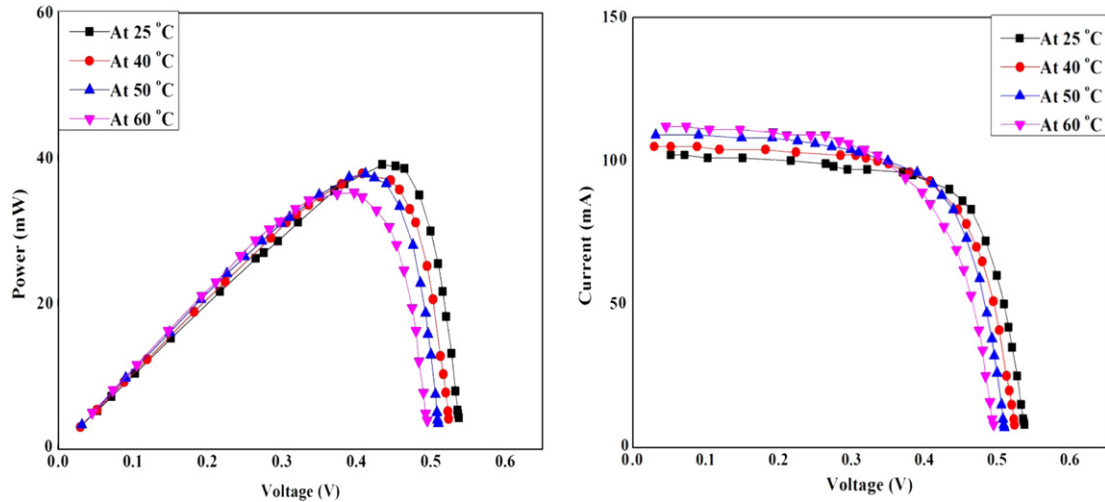 60
At 25 °C
At 40 °C
At 50 °C
At 60 °C
40
20
0
Power (mW)
0.0 0.1 0.2 0.3 0.4 0.5 0.6
Voltage (V)
150
At 25 °C
At 40 °C
At 50 °C
At 60 °C
100
50
0
Current (mA)
0.0 0.1 0.2 0.3 0.4 0.5 0.6
Voltage (V)